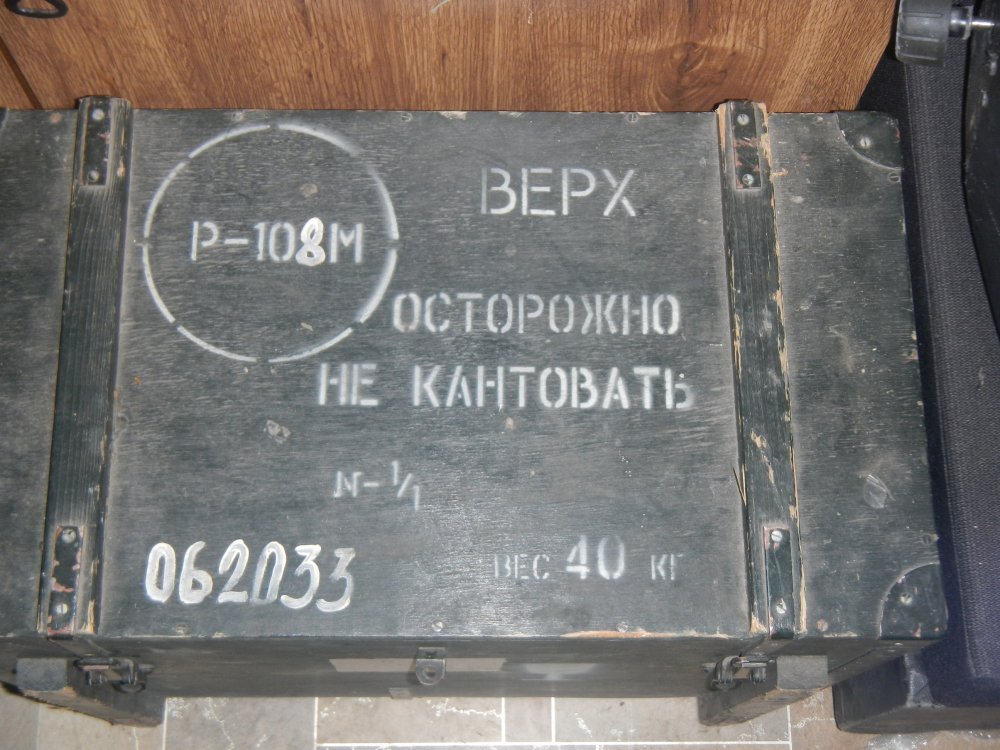 ВЕРХ
Р-108М
ОСТОРОЖНО
НЕ КАНТОВАТЬ
№-1/1
062033
ВЕС 40 КГ